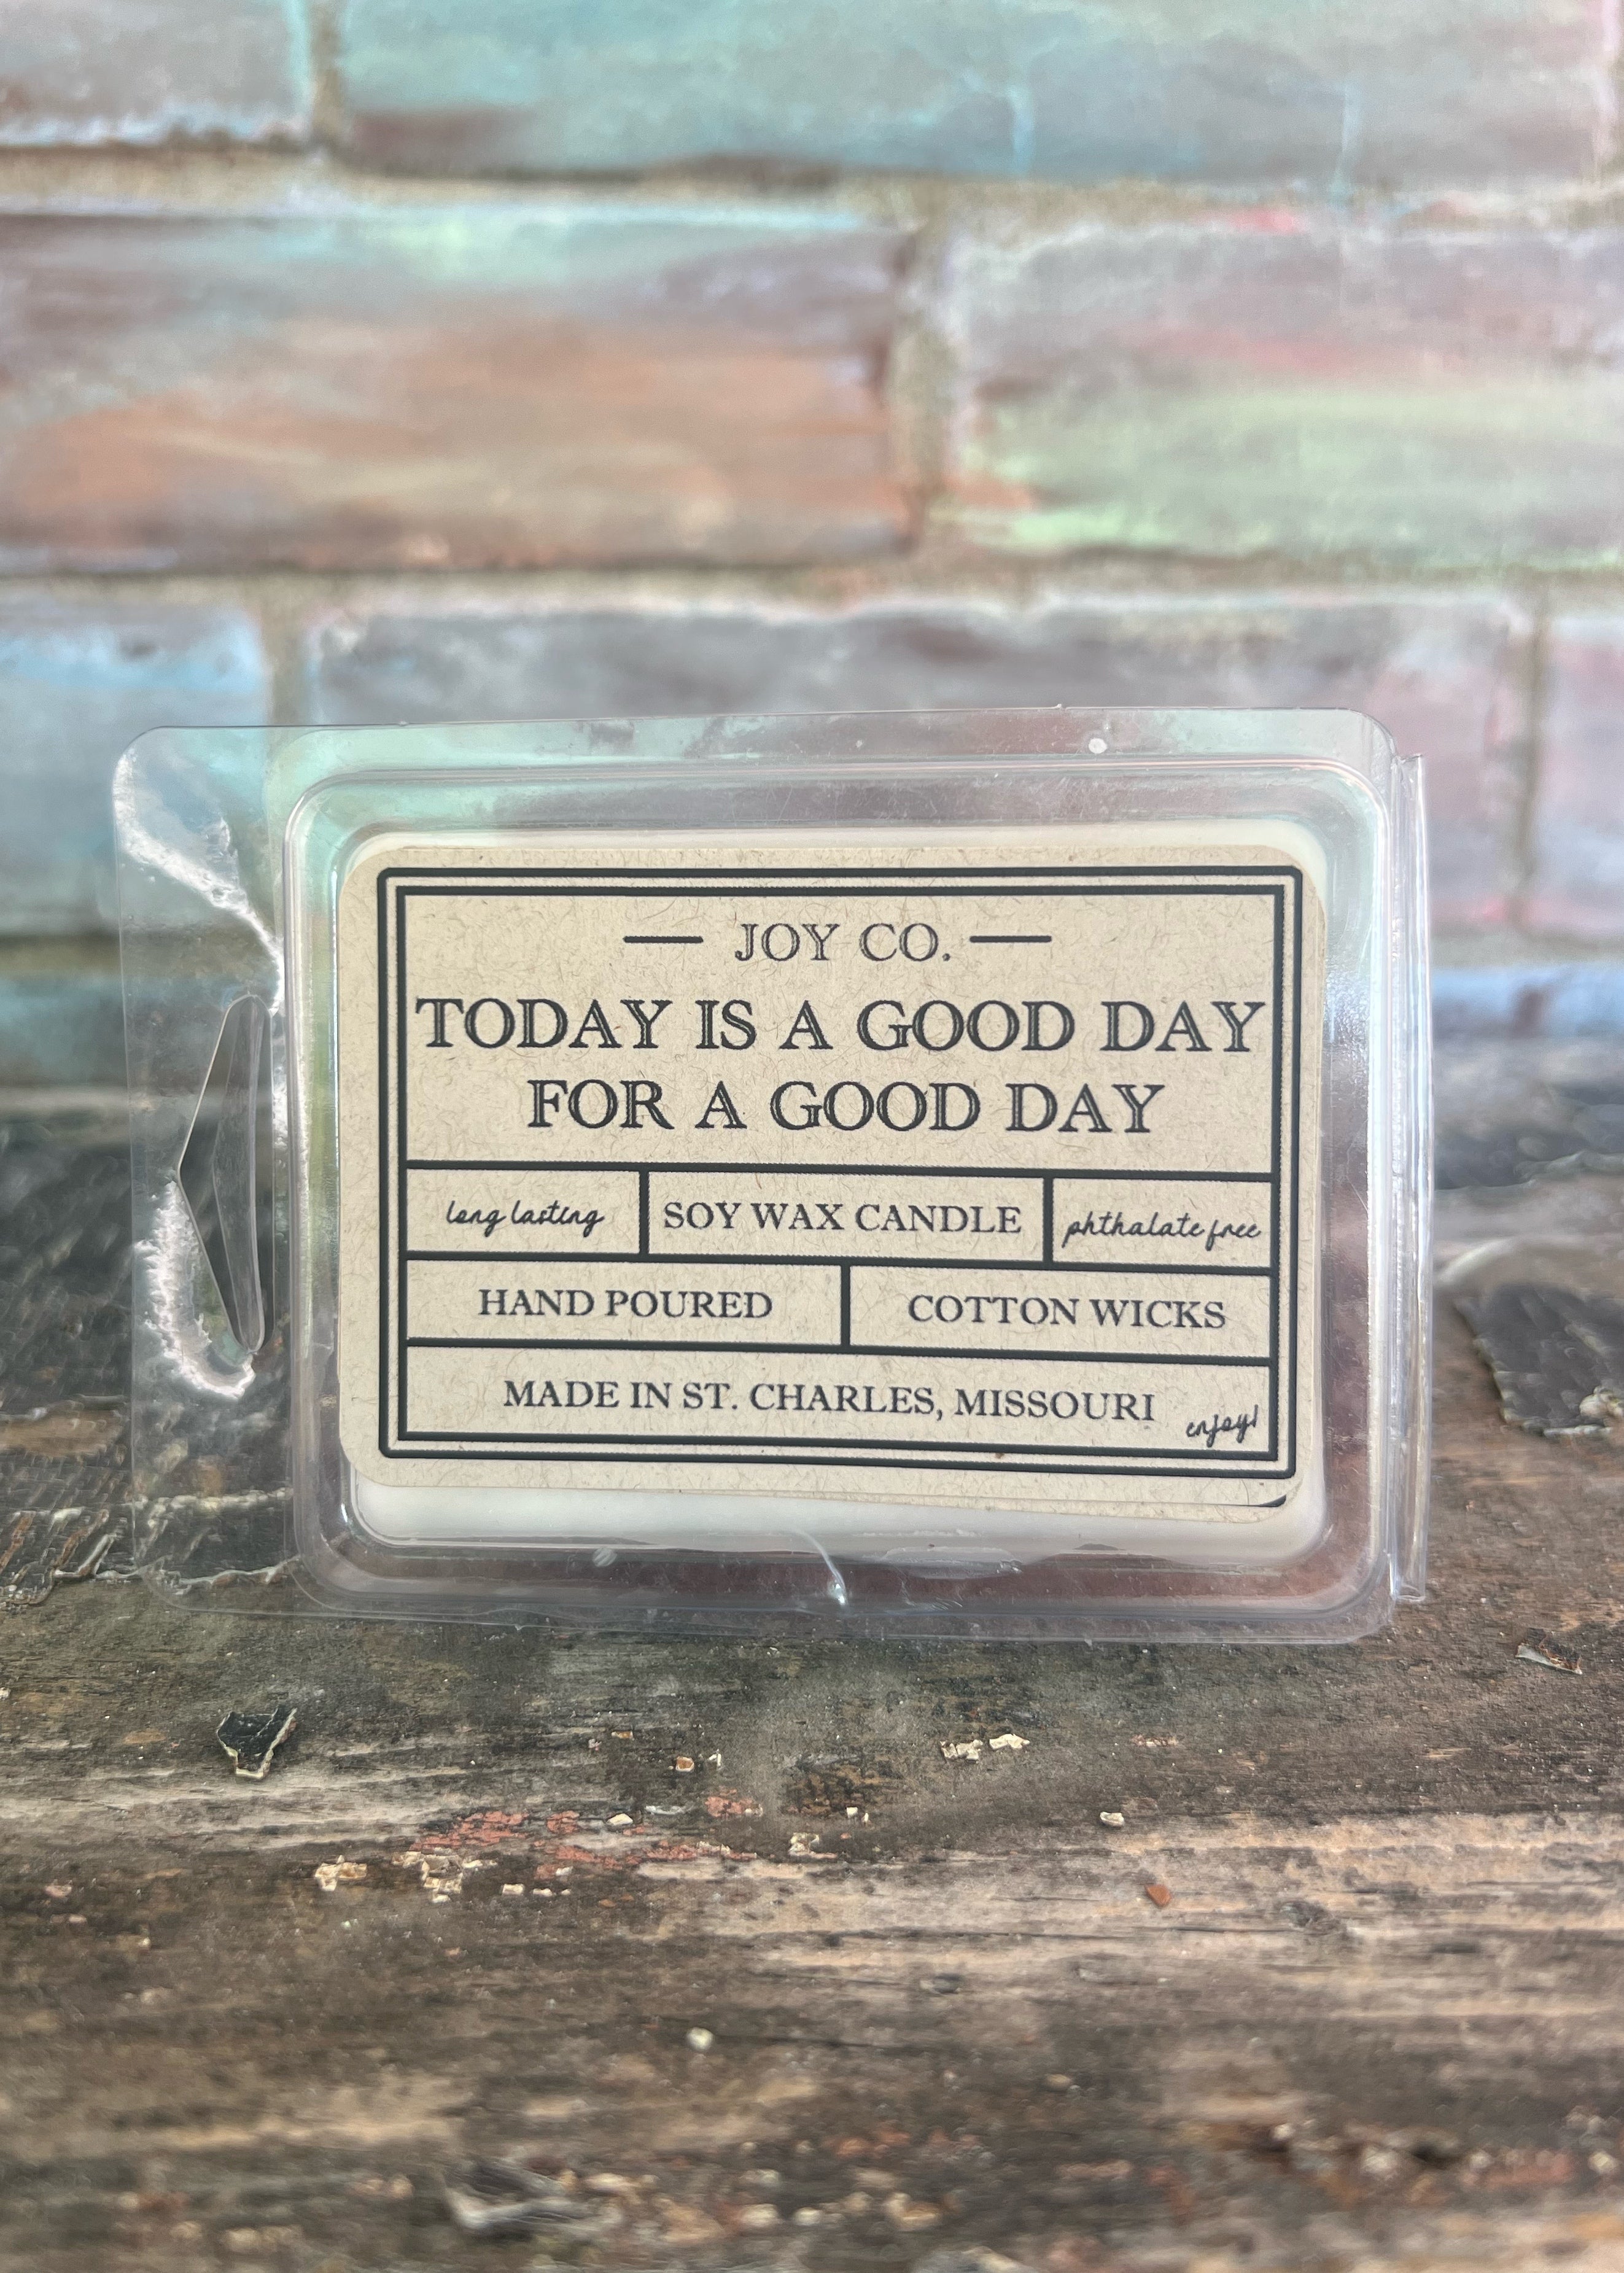 JOY CO.
TODAY IS A GOOD DAY
FOR A GOOD DAY
long lasting
SOY WAX CANDLE
phthalate free
HAND POURED
COTTON WICKS
MADE IN ST. CHARLES, MISSOURI
enjoy!